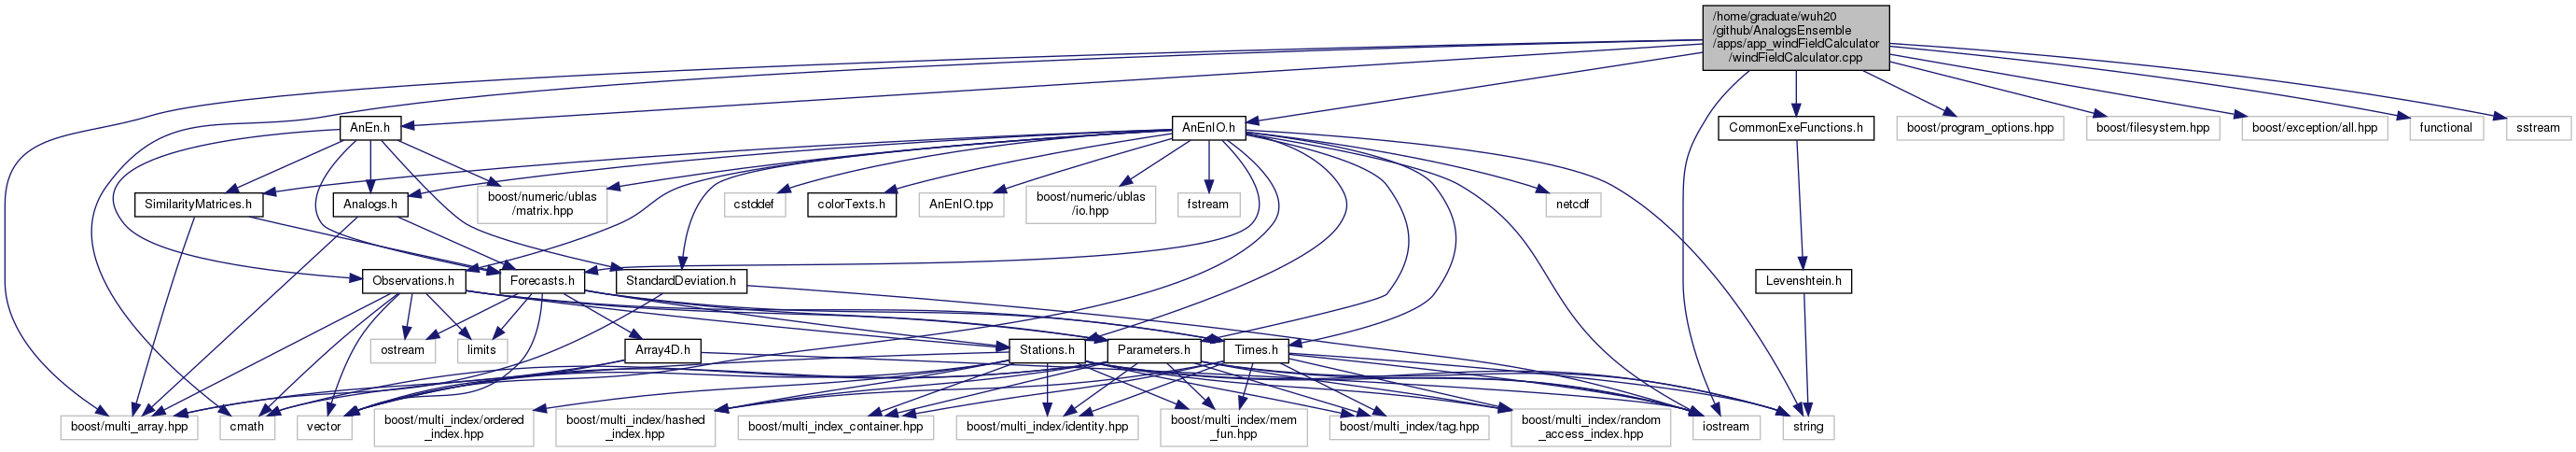 /home/graduate/wuh20
/github/AnalogsEnsemble
/apps/app_windFieldCalculator
/windFieldCalculator.cpp
AnEn.h
AnEnIO.h
CommonExeFunctions.h
boost/program_options.hpp
boost/filesystem.hpp
boost/exception/all.hpp
functional
sstream
SimilarityMatrices.h
Analogs.h
boost/numeric/ublas
/matrix.hpp
cstddef
colorTexts.h
AnEnIO.tpp
boost/numeric/ublas
/io.hpp
fstream
netcdf
Observations.h
Forecasts.h
StandardDeviation.h
Levenshtein.h
ostream
limits
Array4D.h
Stations.h
Parameters.h
Times.h
boost/multi_array.hpp
cmath
vector
boost/multi_index/ordered
_index.hpp
boost/multi_index/hashed
_index.hpp
boost/multi_index_container.hpp
boost/multi_index/identity.hpp
boost/multi_index/mem
_fun.hpp
boost/multi_index/tag.hpp
boost/multi_index/random
_access_index.hpp
iostream
string